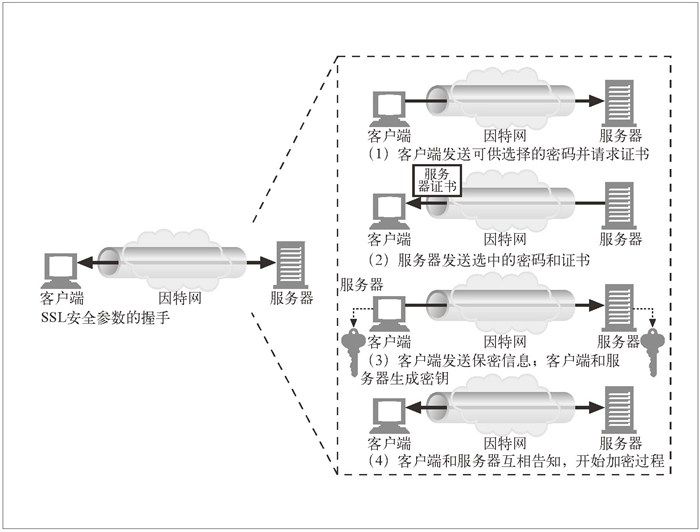 客户端
因特网
服务器
SSL安全参数的握手
客户端
因特网
服务器
（1）客户端发送可供选择的密码并请求证书
服务
器证书
客户端
因特网
服务器
（2）服务器发送选中的密码和证书
服务器
客户端
因特网
服务器
（3）客户端发送保密信息；客户端和服
务器生成密钥
客户端
因特网
服务器
（4）客户端和服务器互相告知，开始加密过程